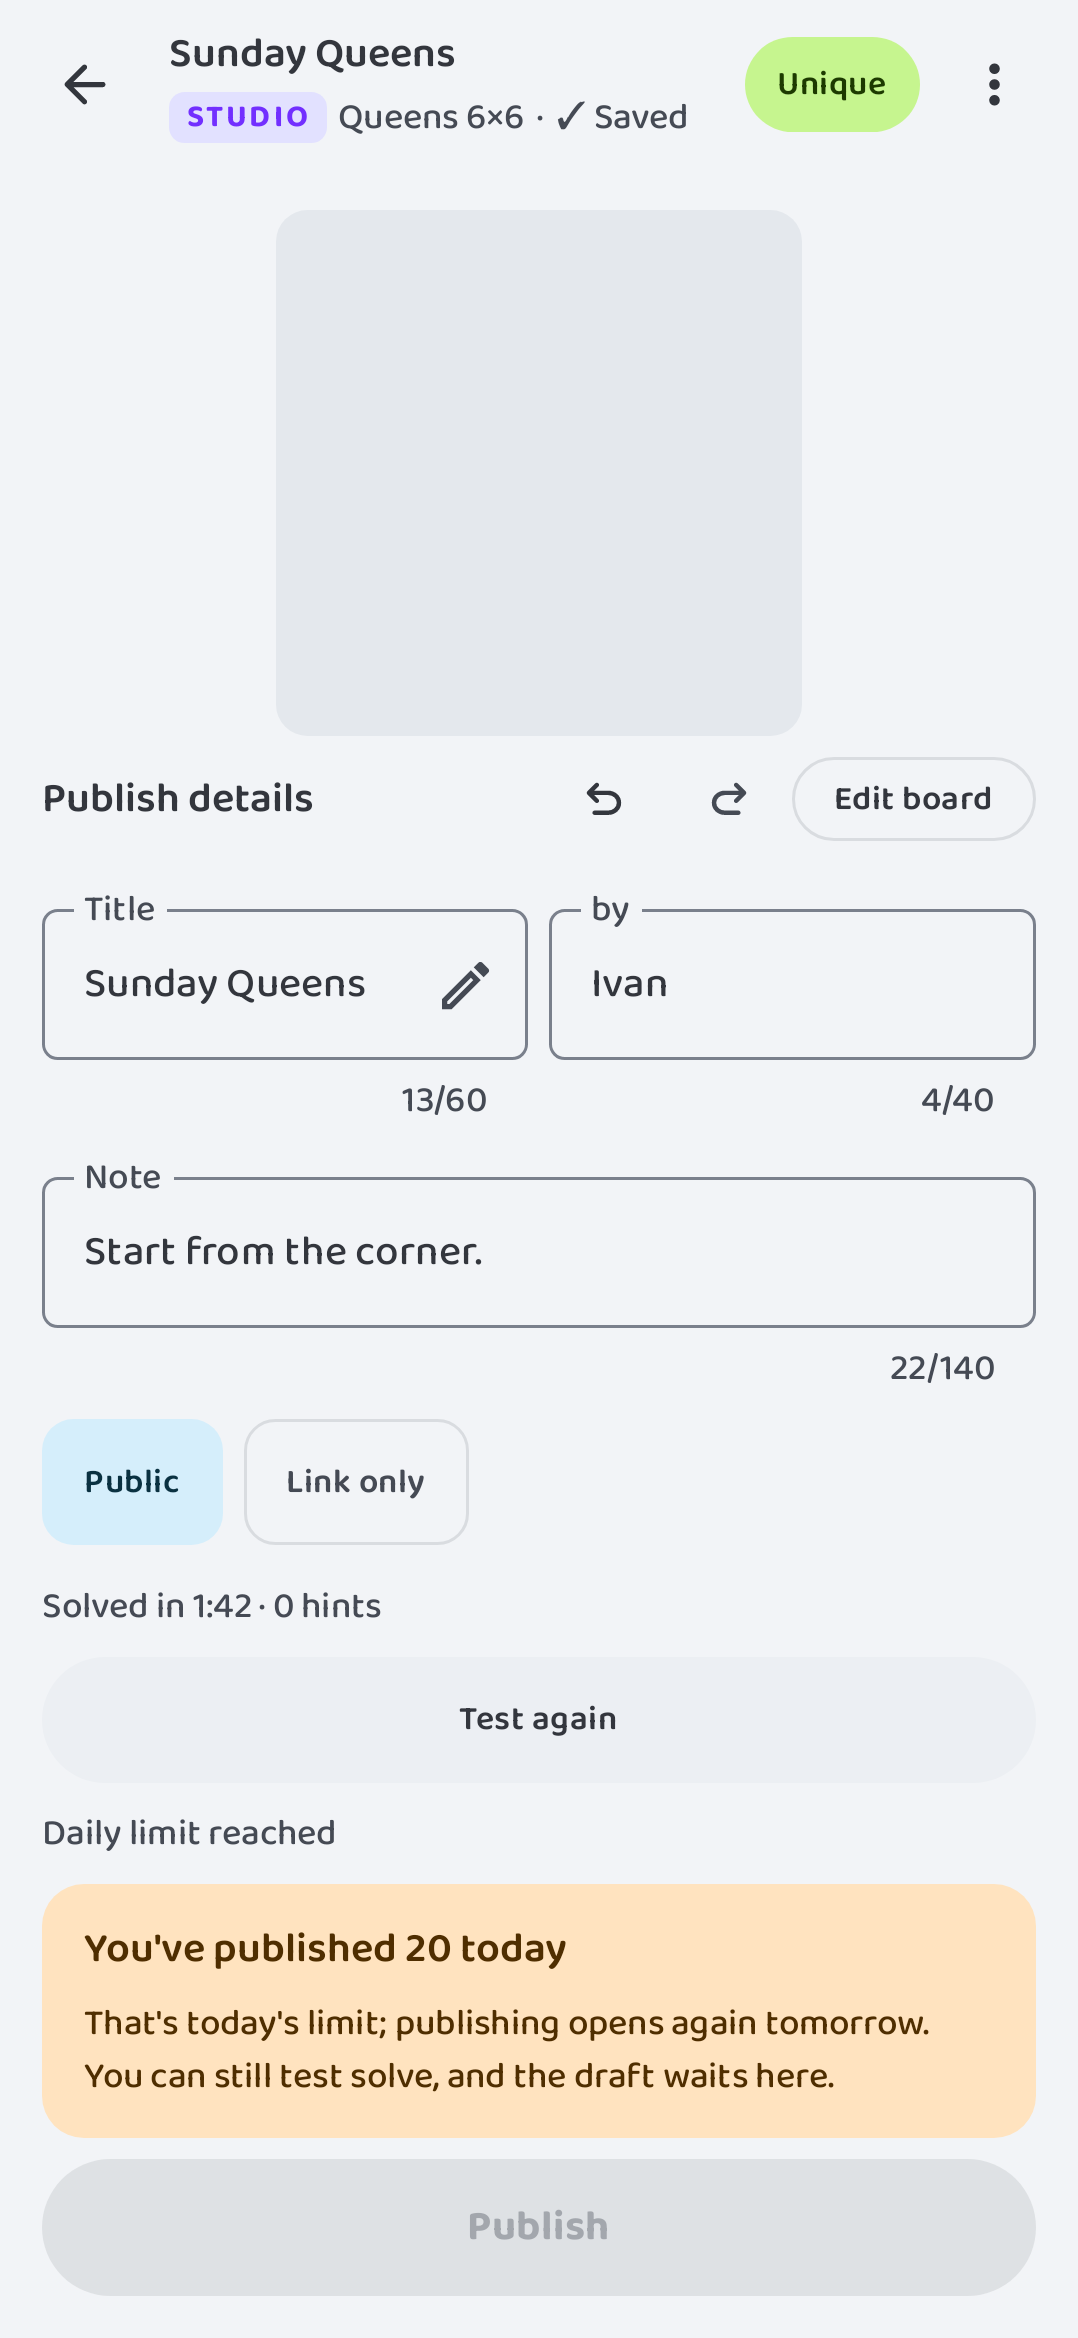 Sunday Queens
Unique
STUDIO Queens 6×6 · ✓ Saved
Publish details
Edit board
Title
by
Sunday Queens
Ivan
13/60
4/40
Note
Start from the corner.
22/140
Public
Link only
Solved in 1:42 · 0 hints
Test again
Daily limit reached
You've published 20 today
That's today's limit; publishing opens again tomorrow.
You can still test solve, and the draft waits here.
Publish